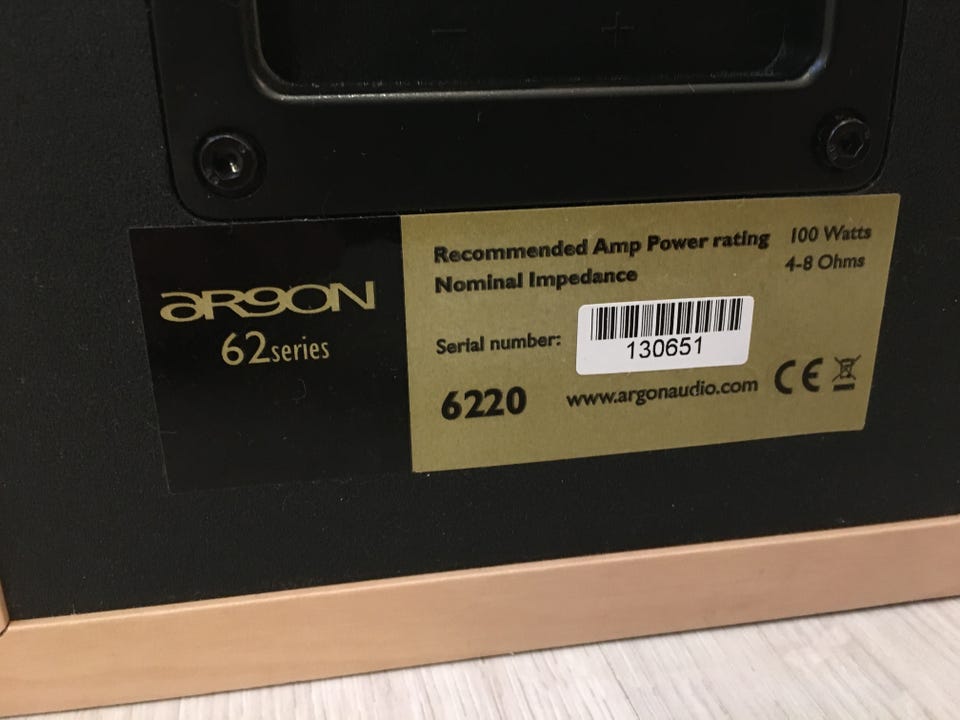 − +
arGON
62series
Recommended Amp Power rating 100 Watts
Nominal Impedance 4-8 Ohms
Serial number: 130651
6220 www.argonaudio.com CE